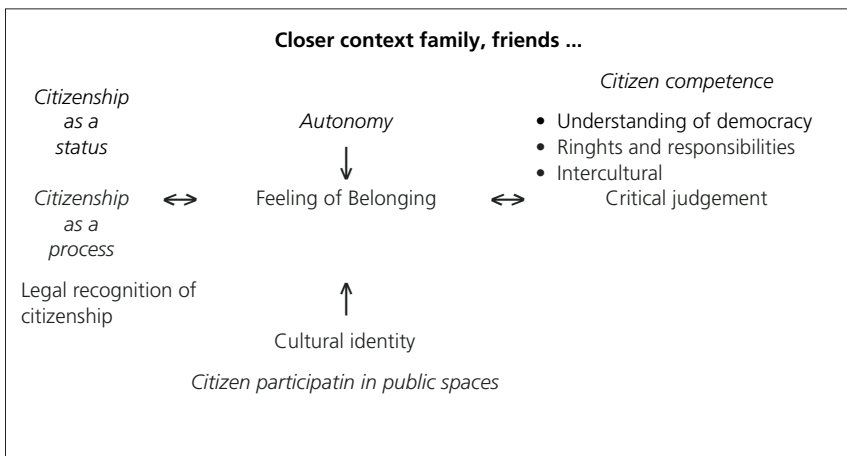 Closer context family, friends ...
Citizenship
as a
status
Autonomy
Citizen competence
• Understanding of democracy
• Ringhts and responsibilities
• Intercultural
Critical judgement
Citizenship
as a
process
Feeling of Belonging
Legal recognition of
citizenship
Cultural identity
Citizen participatin in public spaces